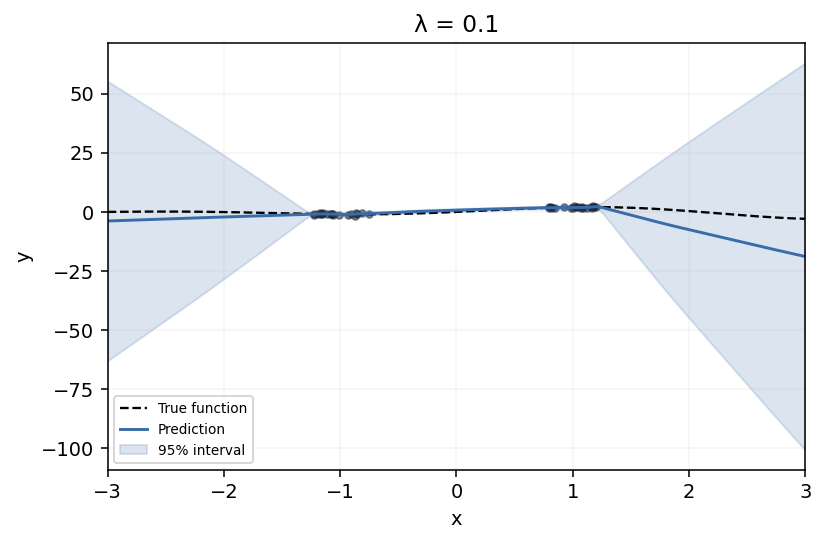 λ = 0.1
y
50
25
0
−25
−50
−75
−100
True function
Prediction
95% interval
−3
−2
−1
0
1
2
3
x